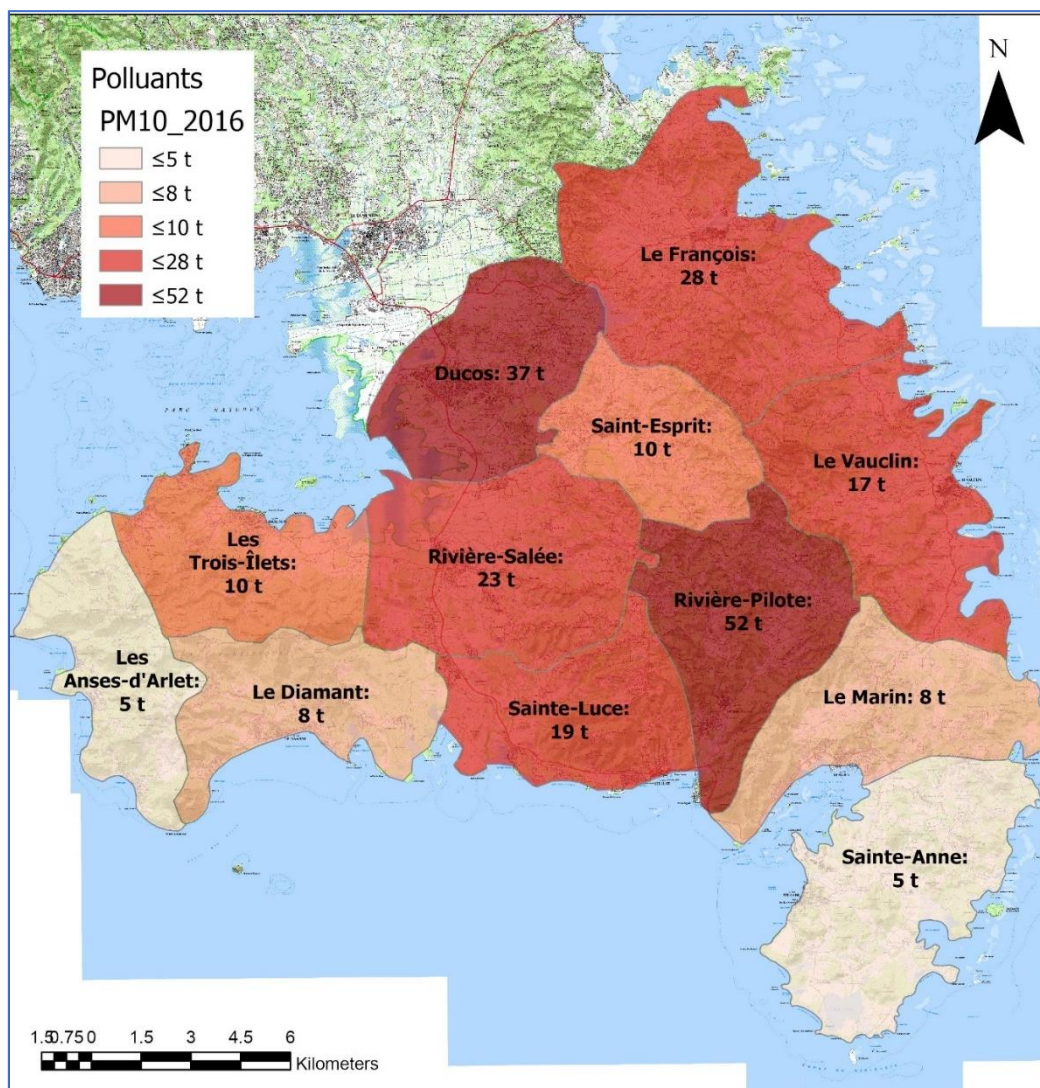 Polluants
PM10_2016
≤5 t
≤8 t
≤10 t
≤28 t
≤52 t
N
Le François:
28 t
Ducos: 37 t
Saint-Esprit:
10 t
Le Vauclin:
17 t
Les
Trois-Îlets:
10 t
Rivière-Salée:
23 t
Rivière-Pilote:
52 t
Les
Anses-d'Arlet
5 t
Le Diamant:
8 t
Sainte-Luce:
19 t
Le Marin: 8 t
Sainte-Anne:
5 t
1.5 0.75 0 1.5 3 4.5 6
Kilometers